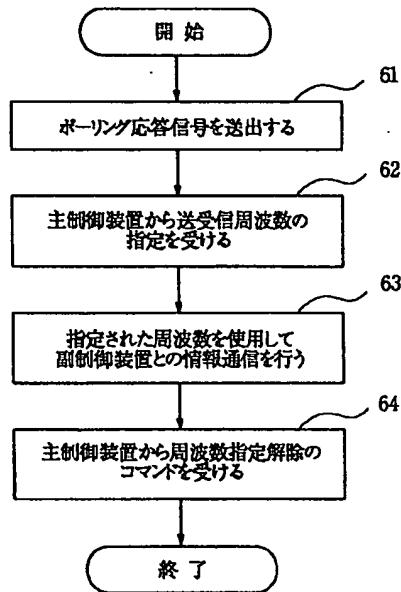 開始
61
ポーリング応答信号を送出する
62
主制御装置から送受信周波数の
指定を受ける
63
指定された周波数を使用して
副制御装置との情報通信を行う
64
主制御装置から周波数指定解除の
コマンドを受ける
終了